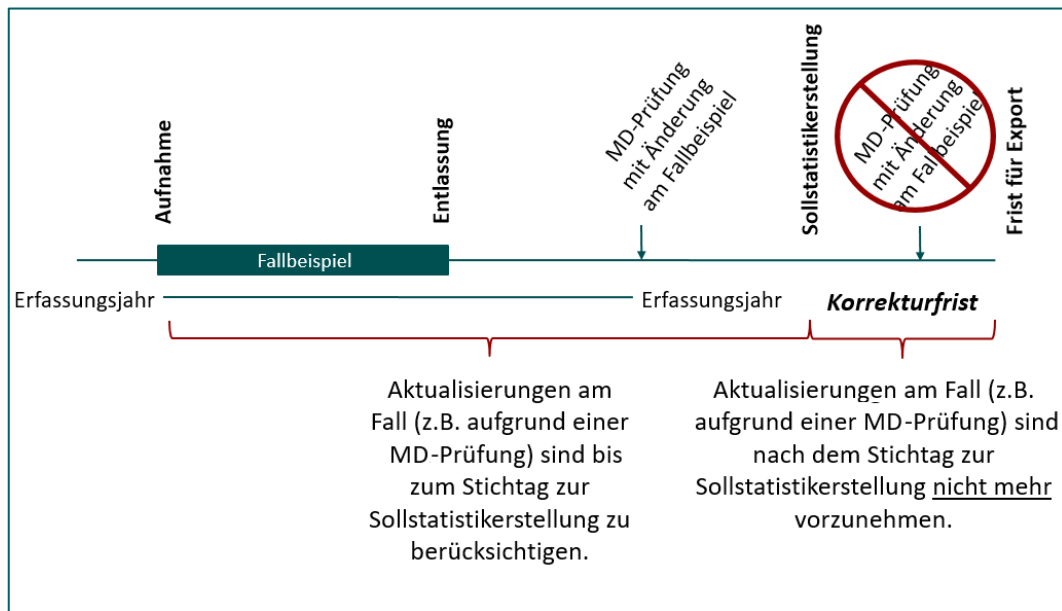 Aufnahme
Entlassung
MD-Prüfung
mit Änderung
am Fallbeispiel
Sollstatistikerstellung
MD-Prüfung
mit Änderung
am Fallbeispiel
Frist für Export
Fallbeispiel
Erfassungsjahr
Erfassungsjahr
Korrekturfrist
Aktualisierungen am
Fall (z.B. aufgrund einer
MD-Prüfung) sind bis
zum Stichtag zur
Sollstatistikerstellung zu
berücksichtigen.
Aktualisierungen am Fall (z.B.
aufgrund einer MD-Prüfung) sind
nach dem Stichtag zur
Sollstatistikerstellung nicht mehr
vorzunehmen.